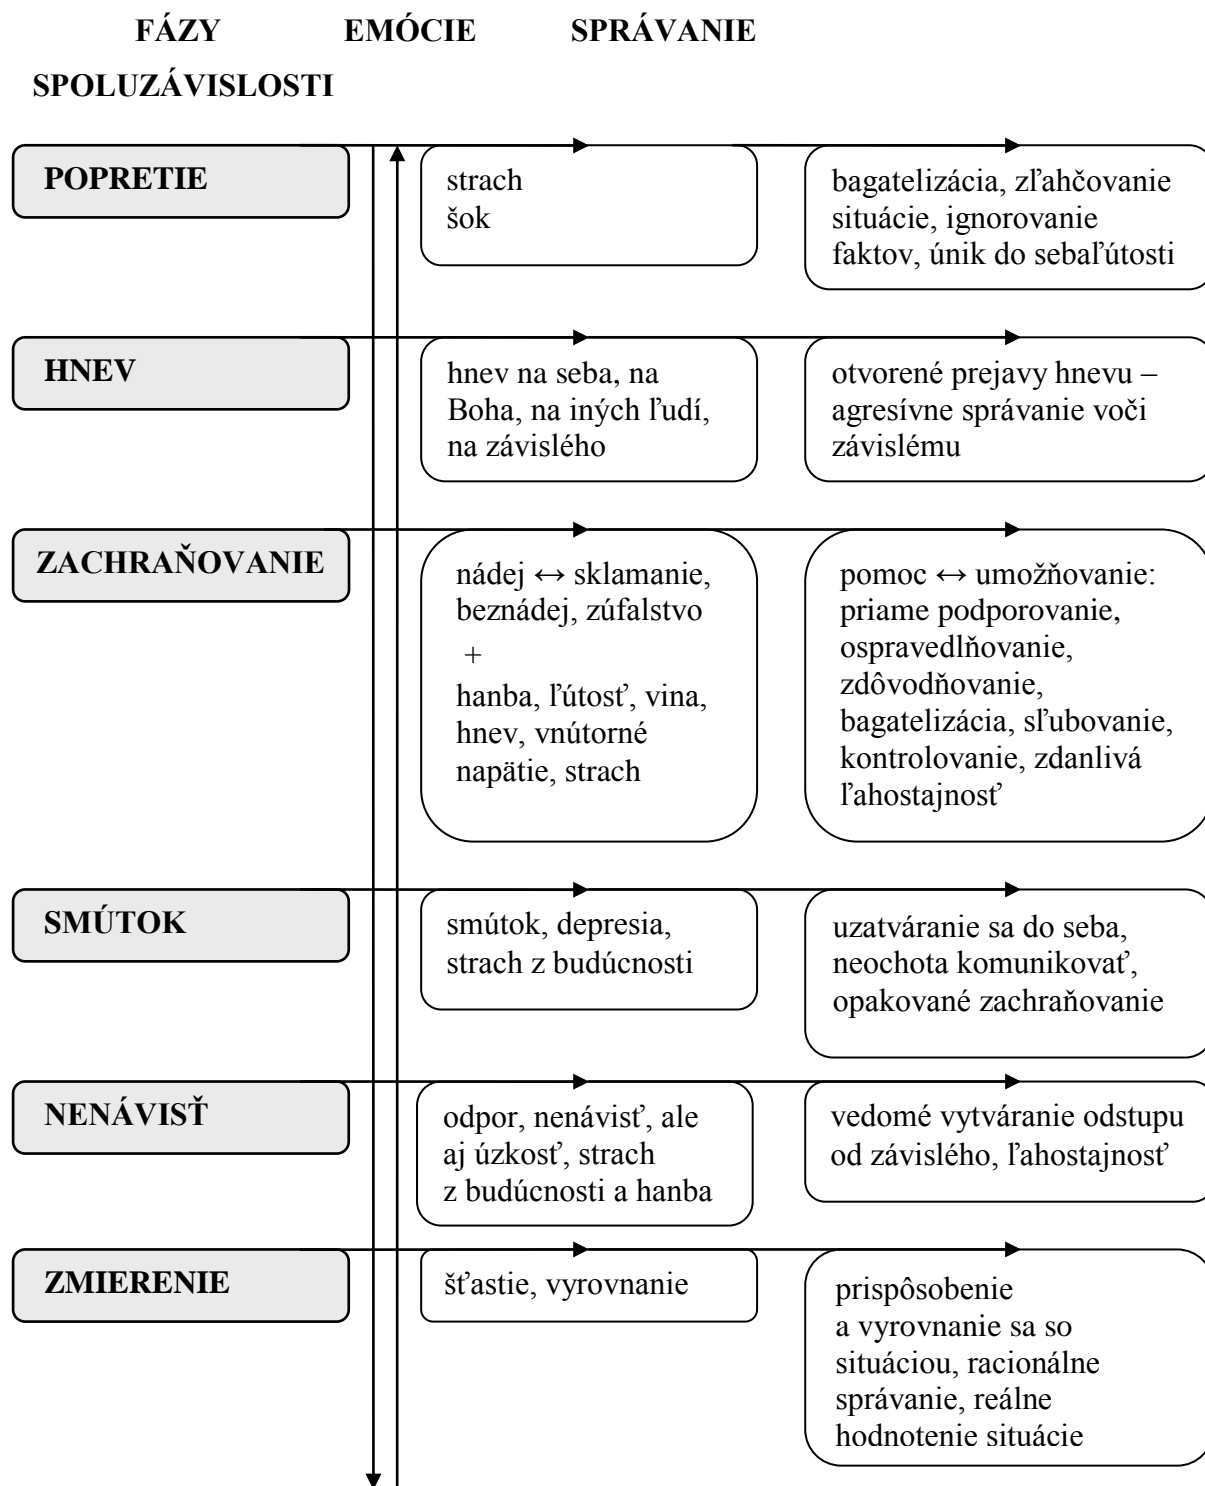 FÁZY EMÓCIE SPRÁVANIE
SPOLUZÁVISLOSTI
POPRETIE
strach
šok
bagatelizácia, zľahčovanie
situácie, ignorovanie
faktov, únik do sebaľútosti
HNEV
hnev na seba, na
Boha, na iných ľudí,
na závislého
otvorené prejavy hnevu –
agresívne správanie voči
závislému
ZACHRAŇOVANIE
nádej ↔ sklamanie,
beznádej, zúfalstvo
+
hanba, ľútosť, vina,
hnev, vnútorné
napätie, strach
pomoc ↔ umožňovanie:
priame podporovanie,
ospravedlňovanie,
zdôvodňovanie,
bagatelizácia, sľubovanie,
kontrolovanie, zdanlivá
ľahostajnosť
SMÚTOK
smútok, depresia,
strach z budúcnosti
uzatváranie sa do seba,
neochota komunikovať,
opakované zachraňovanie
NENÁVISŤ
odpor, nenávisť, ale
aj úzkosť, strach
z budúcnosti a hanba
vedomé vytváranie odstupu
od závislého, ľahostajnosť
ZMIERENIE
šťastie, vyrovnanie
prispôsobenie
a vyrovnanie sa so
situáciou, racionálne
správanie, reálne
hodnotenie situácie